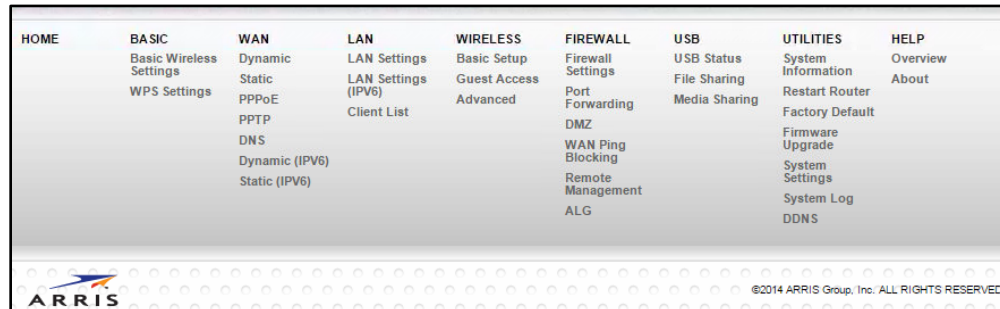 HOME
BASIC
Basic Wireless
Settings
WPS Settings
WAN
Dynamic
Static
PPPoE
PPTP
DNS
Dynamic (IPV6)
Static (IPV6)
LAN
LAN Settings
LAN Settings
(IPV6)
Client List
WIRELESS
Basic Setup
Guest Access
Advanced
FIREWALL
Firewall
Settings
Port
Forwarding
DMZ
WAN Ping
Blocking
Remote
Management
ALG
USB
USB Status
File Sharing
Media Sharing
UTILITIES
System
Information
Restart Router
Factory Default
Firmware
Upgrade
System
Settings
System Log
DDNS
HELP
Overview
About
ARRIS
©2014 ARRIS Group, Inc. ALL RIGHTS RESERVED